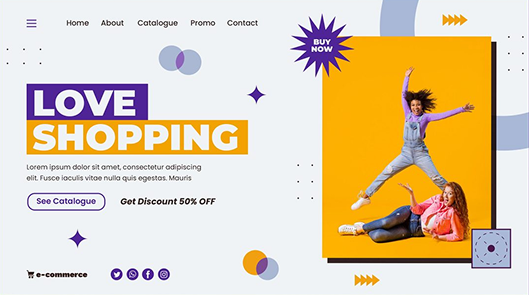 Home About Catalogue Promo Contact
BUY
NOW
LOVE
SHOPPING
Lorem ipsum dolor sit amet, consectetur adipiscing
elit. Fusce iaculis vitae nulla quis egestas. Mauris
See Catalogue
Get Discount 50% OFF
e-commerce